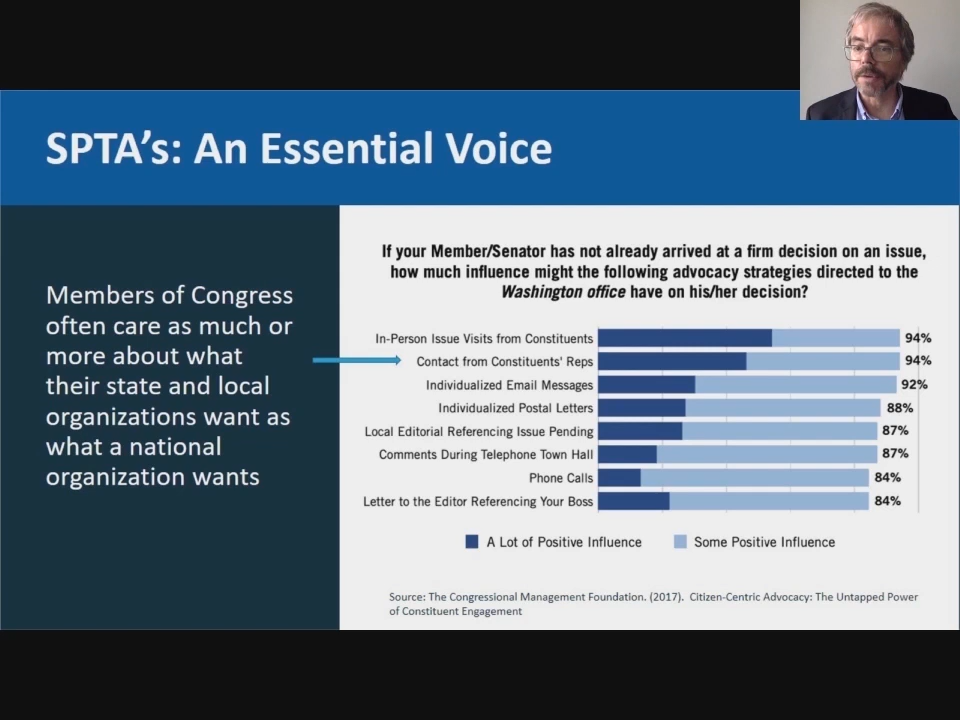 SPTA's: An Essential Voice
Members of Congress
often care as much or
more about what
their state and local
organizations want as
what a national
organization wants
If your Member/Senator has not already arrived at a firm decision on an issue,
how much influence might the following advocacy strategies directed to the
Washington office have on his/her decision?
In-Person Issue Visits from Constituents 94%
Contact from Constituents' Reps 94%
Individualized Email Messages 92%
Individualized Postal Letters 88%
Local Editorial Referencing Issue Pending 87%
Comments During Telephone Town Hall 87%
Phone Calls 84%
Letter to the Editor Referencing Your Boss 84%
A Lot of Positive Influence Some Positive Influence
Source: The Congressional Management Foundation. (2017). Citizen-Centric Advocacy: The Untapped Power
of Constituent Engagement